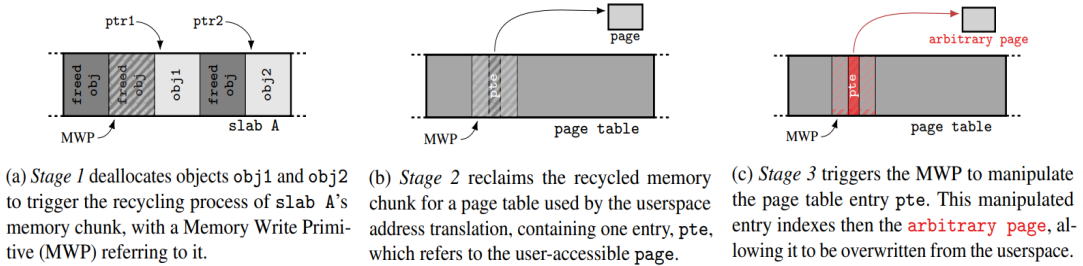 ptr1
ptr2
freed
obj
freed
obj
obj1
freed
obj
obj2
slab A
MWP
(a) Stage 1 deallocates objects obj1 and obj2
to trigger the recycling process of slab A's
memory chunk, with a Memory Write Primi-
tive (MWP) referring to it.
page
pte
MWP
page table
(b) Stage 2 reclaims the recycled memory
chunk for a page table used by the userspace
address translation, containing one entry, pte,
which refers to the user-accessible page.
arbitrary page
pte
MWP
page table
(c) Stage 3 triggers the MWP to manipulate
the page table entry pte. This manipulated
entry indexes then the arbitrary page, al-
lowing it to be overwritten from the userspace.